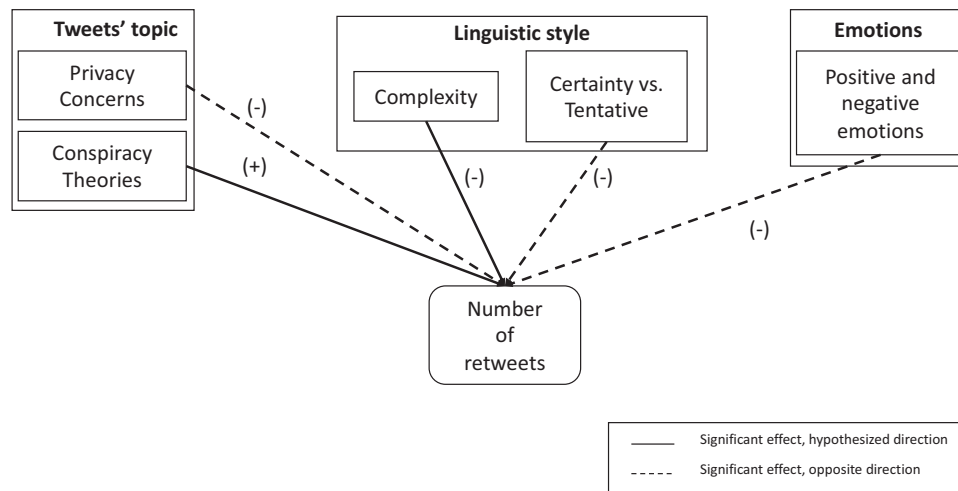 Tweets' topic
Privacy
Concerns
Conspiracy
Theories
Linguistic style
Complexity
Certainty vs.
Tentative
Emotions
Positive and
negative
emotions
(-)
(+)
(-)
(-)
(-)
Number
of
retweets
Significant effect, hypothesized direction
Significant effect, opposite direction